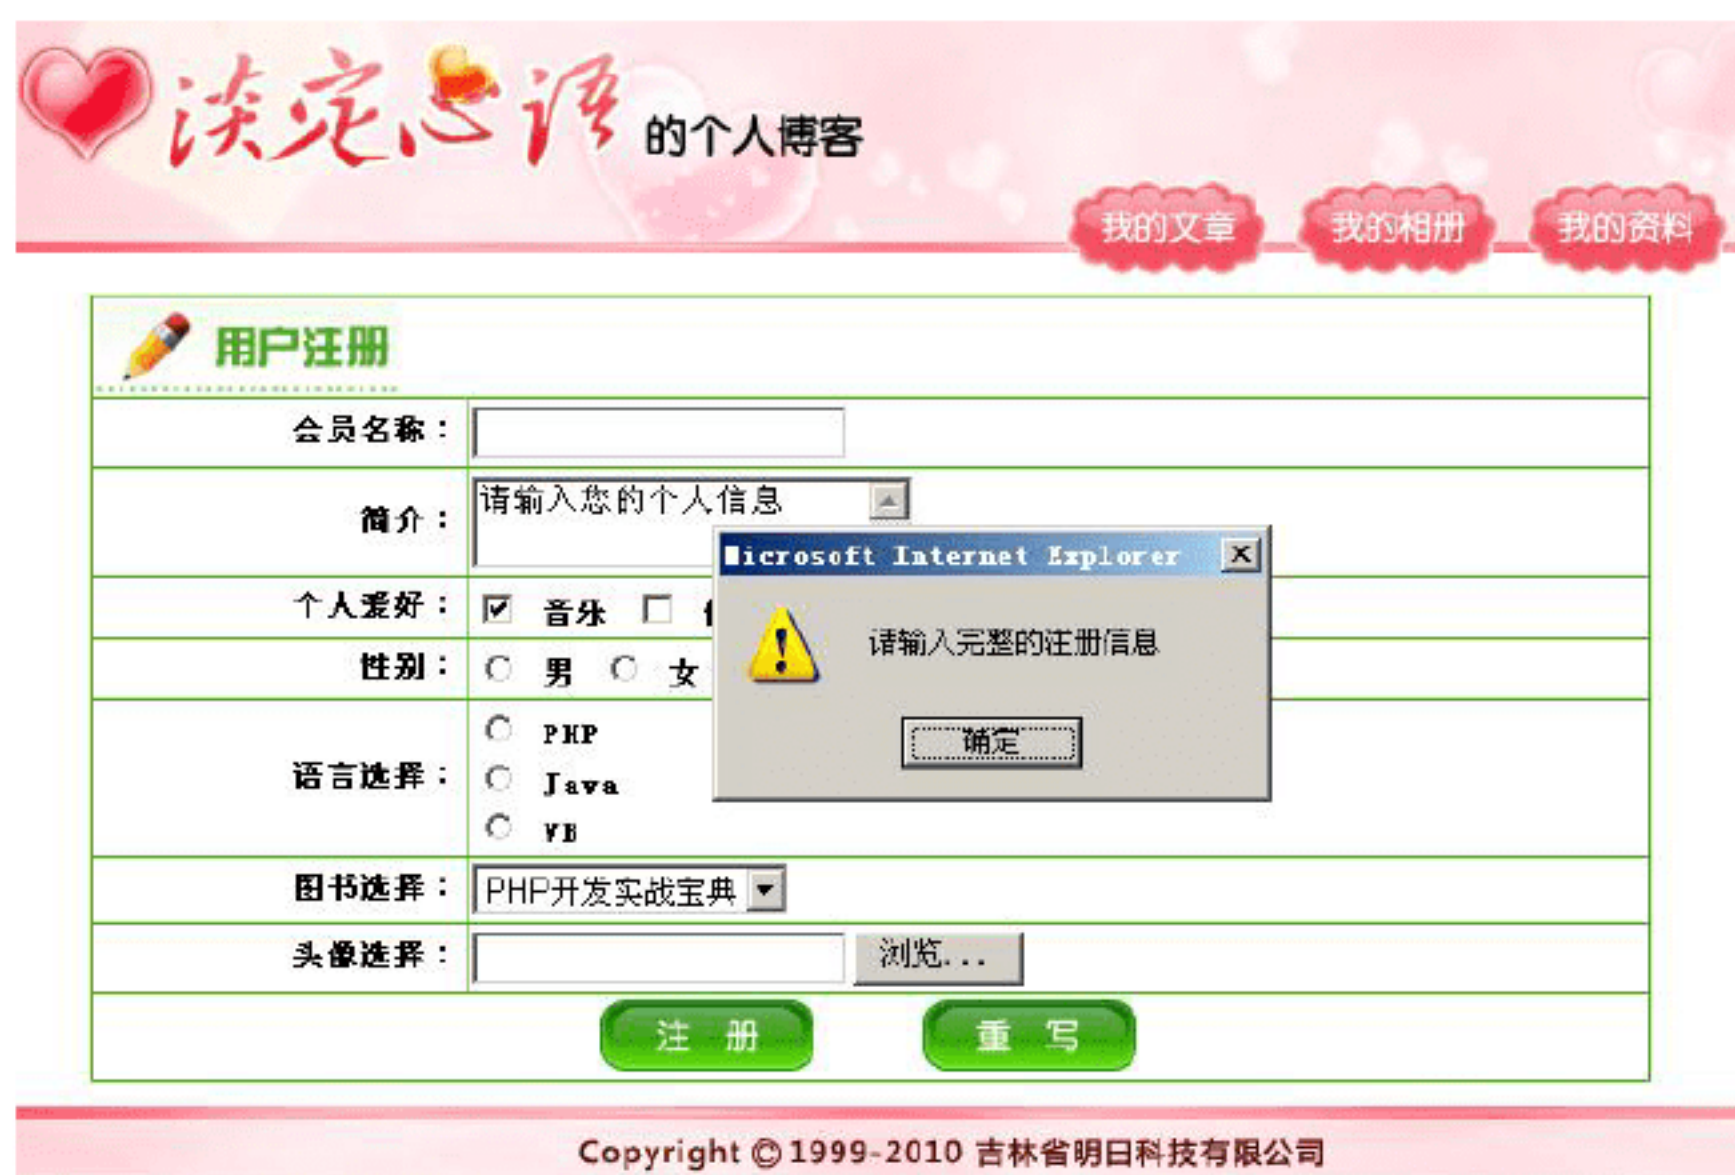 淡定心语 的个人博客
我的文章 我的相册 我的资料
用户注册
会员名称：
简介： 请输入您的个人信息
Microsoft Internet Explorer
个人爱好： 音乐
请输入完整的注册信息
性别： 男 女
确定
语言选择： PHP
Java
VB
图书选择： PHP开发实战宝典
头像选择： 浏览...
注 册 重 写
Copyright © 1999-2010 吉林省明日科技有限公司